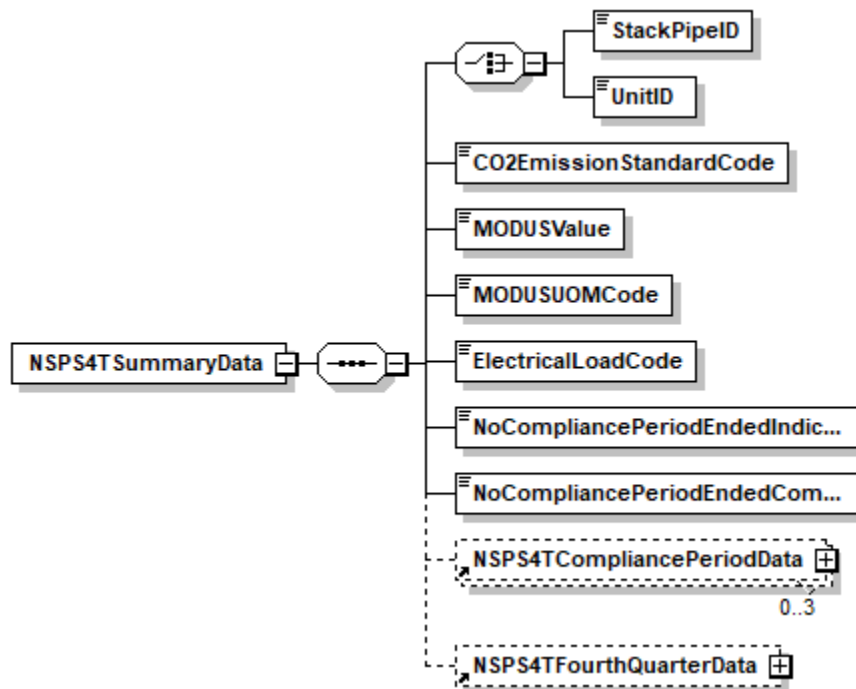 StackPipeID
UnitID
CO2EmissionStandardCode
MODUSValue
MODUSUOMCode
NSPS4TSummaryData
ElectricalLoadCode
NoCompliancePeriodEndedIndic...
NoCompliancePeriodEndedCom...
NSPS4TCompliancePeriodData
0..3
NSPS4TFourthQuarterData